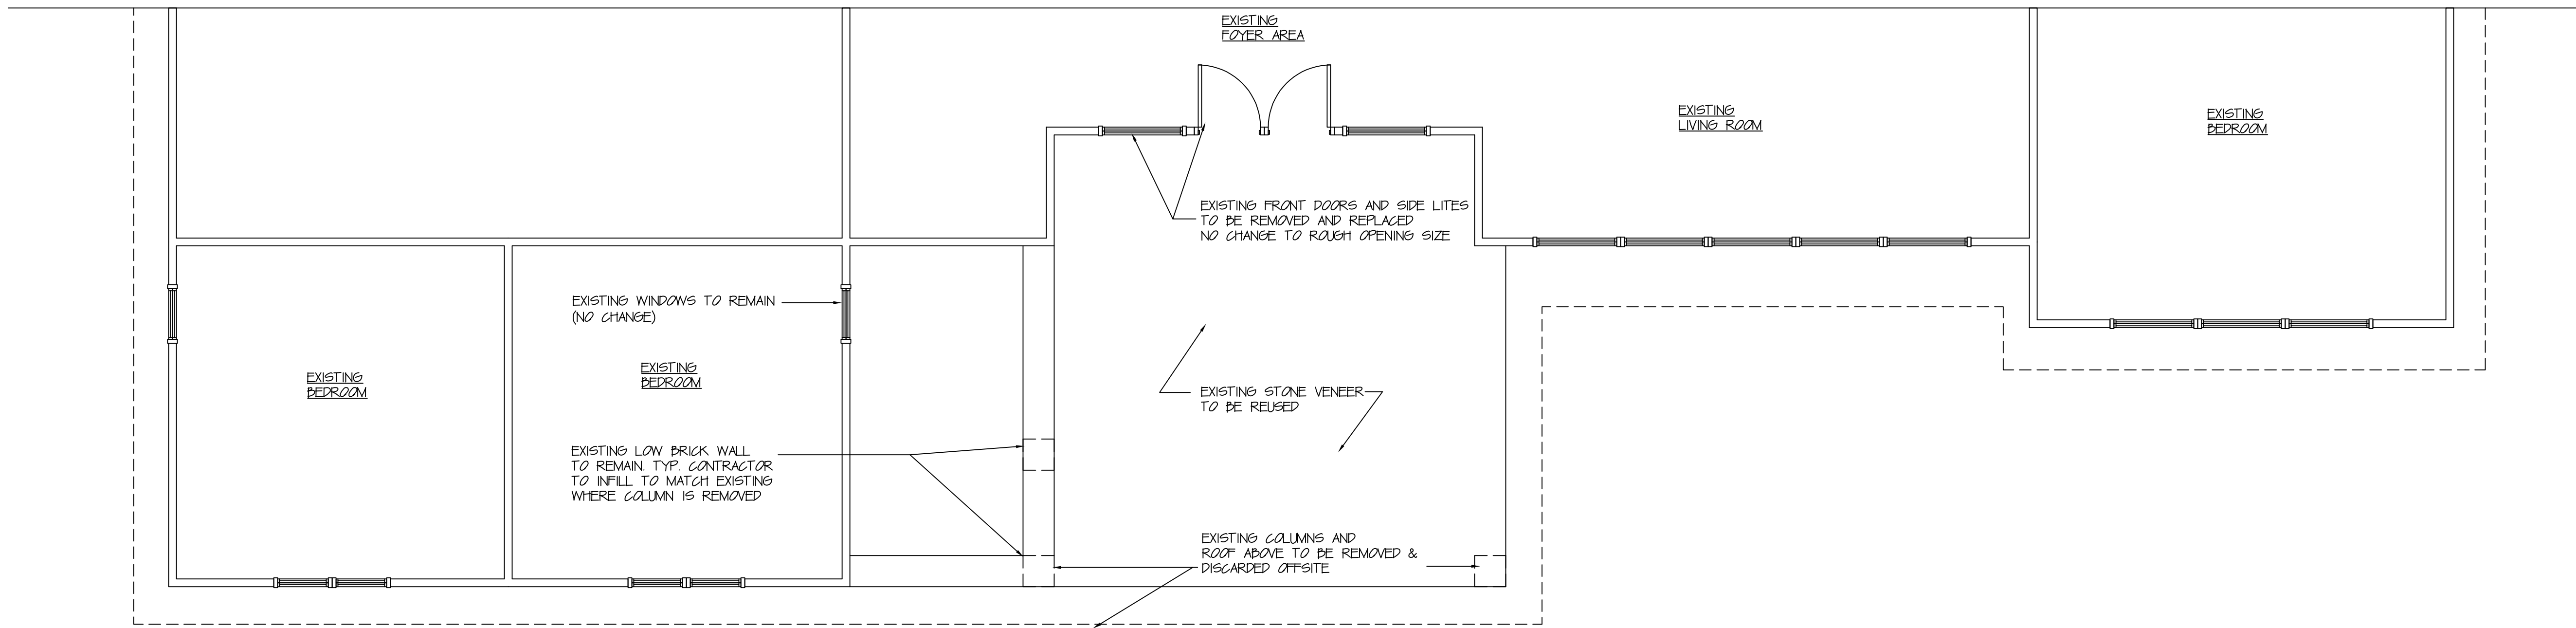 EXISTING
FOYER AREA
EXISTING
LIVING ROOM
EXISTING
BEDROOM
EXISTING FRONT DOORS AND SIDE LITES
TO BE REMOVED AND REPLACED
NO CHANGE TO ROUGH OPENING SIZE
EXISTING WINDOWS TO REMAIN
(NO CHANGE)
EXISTING
BEDROOM
EXISTING
BEDROOM
EXISTING STONE VENEER
TO BE REUSED
EXISTING LOW BRICK WALL
TO REMAIN. TYP. CONTRACTOR
TO INFILL TO MATCH EXISTING
WHERE COLUMN IS REMOVED
EXISTING COLUMNS AND
ROOF ABOVE TO BE REMOVED &
DISCARDED OFFSITE